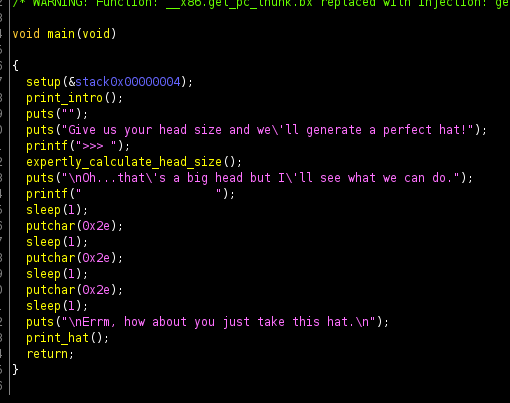 /* WARNING: Function: __x86.get_pc_thunk.bx replaced with injection: ge
void main(void)
{
setup(&stack0x00000004);
print_intro();
puts("");
puts("Give us your head size and we\'ll generate a perfect hat!");
printf(">>> ");
expertly_calculate_head_size();
puts("\nOh...that\'s a big head but I\'ll see what we can do.");
printf("                    ");
sleep(1);
putchar(0x2e);
sleep(1);
putchar(0x2e);
sleep(1);
putchar(0x2e);
sleep(1);
puts("\nErrm, how about you just take this hat.\n");
print_hat();
return;
}